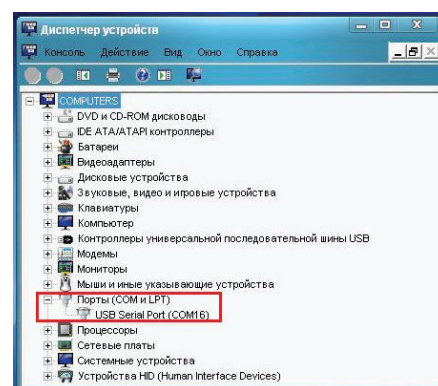 Диспетчер устройств
Консоль Действие Вид Окно Справка
COMPUTERS
DVD и CD-ROM дисководы
IDE ATA/ATAPI контроллеры
Батареи
Видеоадаптеры
Дисковые устройства
Звуковые, видео и игровые устройства
Клавиатуры
Компьютер
Контроллеры универсальной последовательной шины USB
Модемы
Мониторы
Мыши и иные указывающие устройства
Порты (COM и LPT)
USB Serial Port (COM16)
Процессоры
Сетевые платы
Системные устройства
Устройства HID (Human Interface Devices)